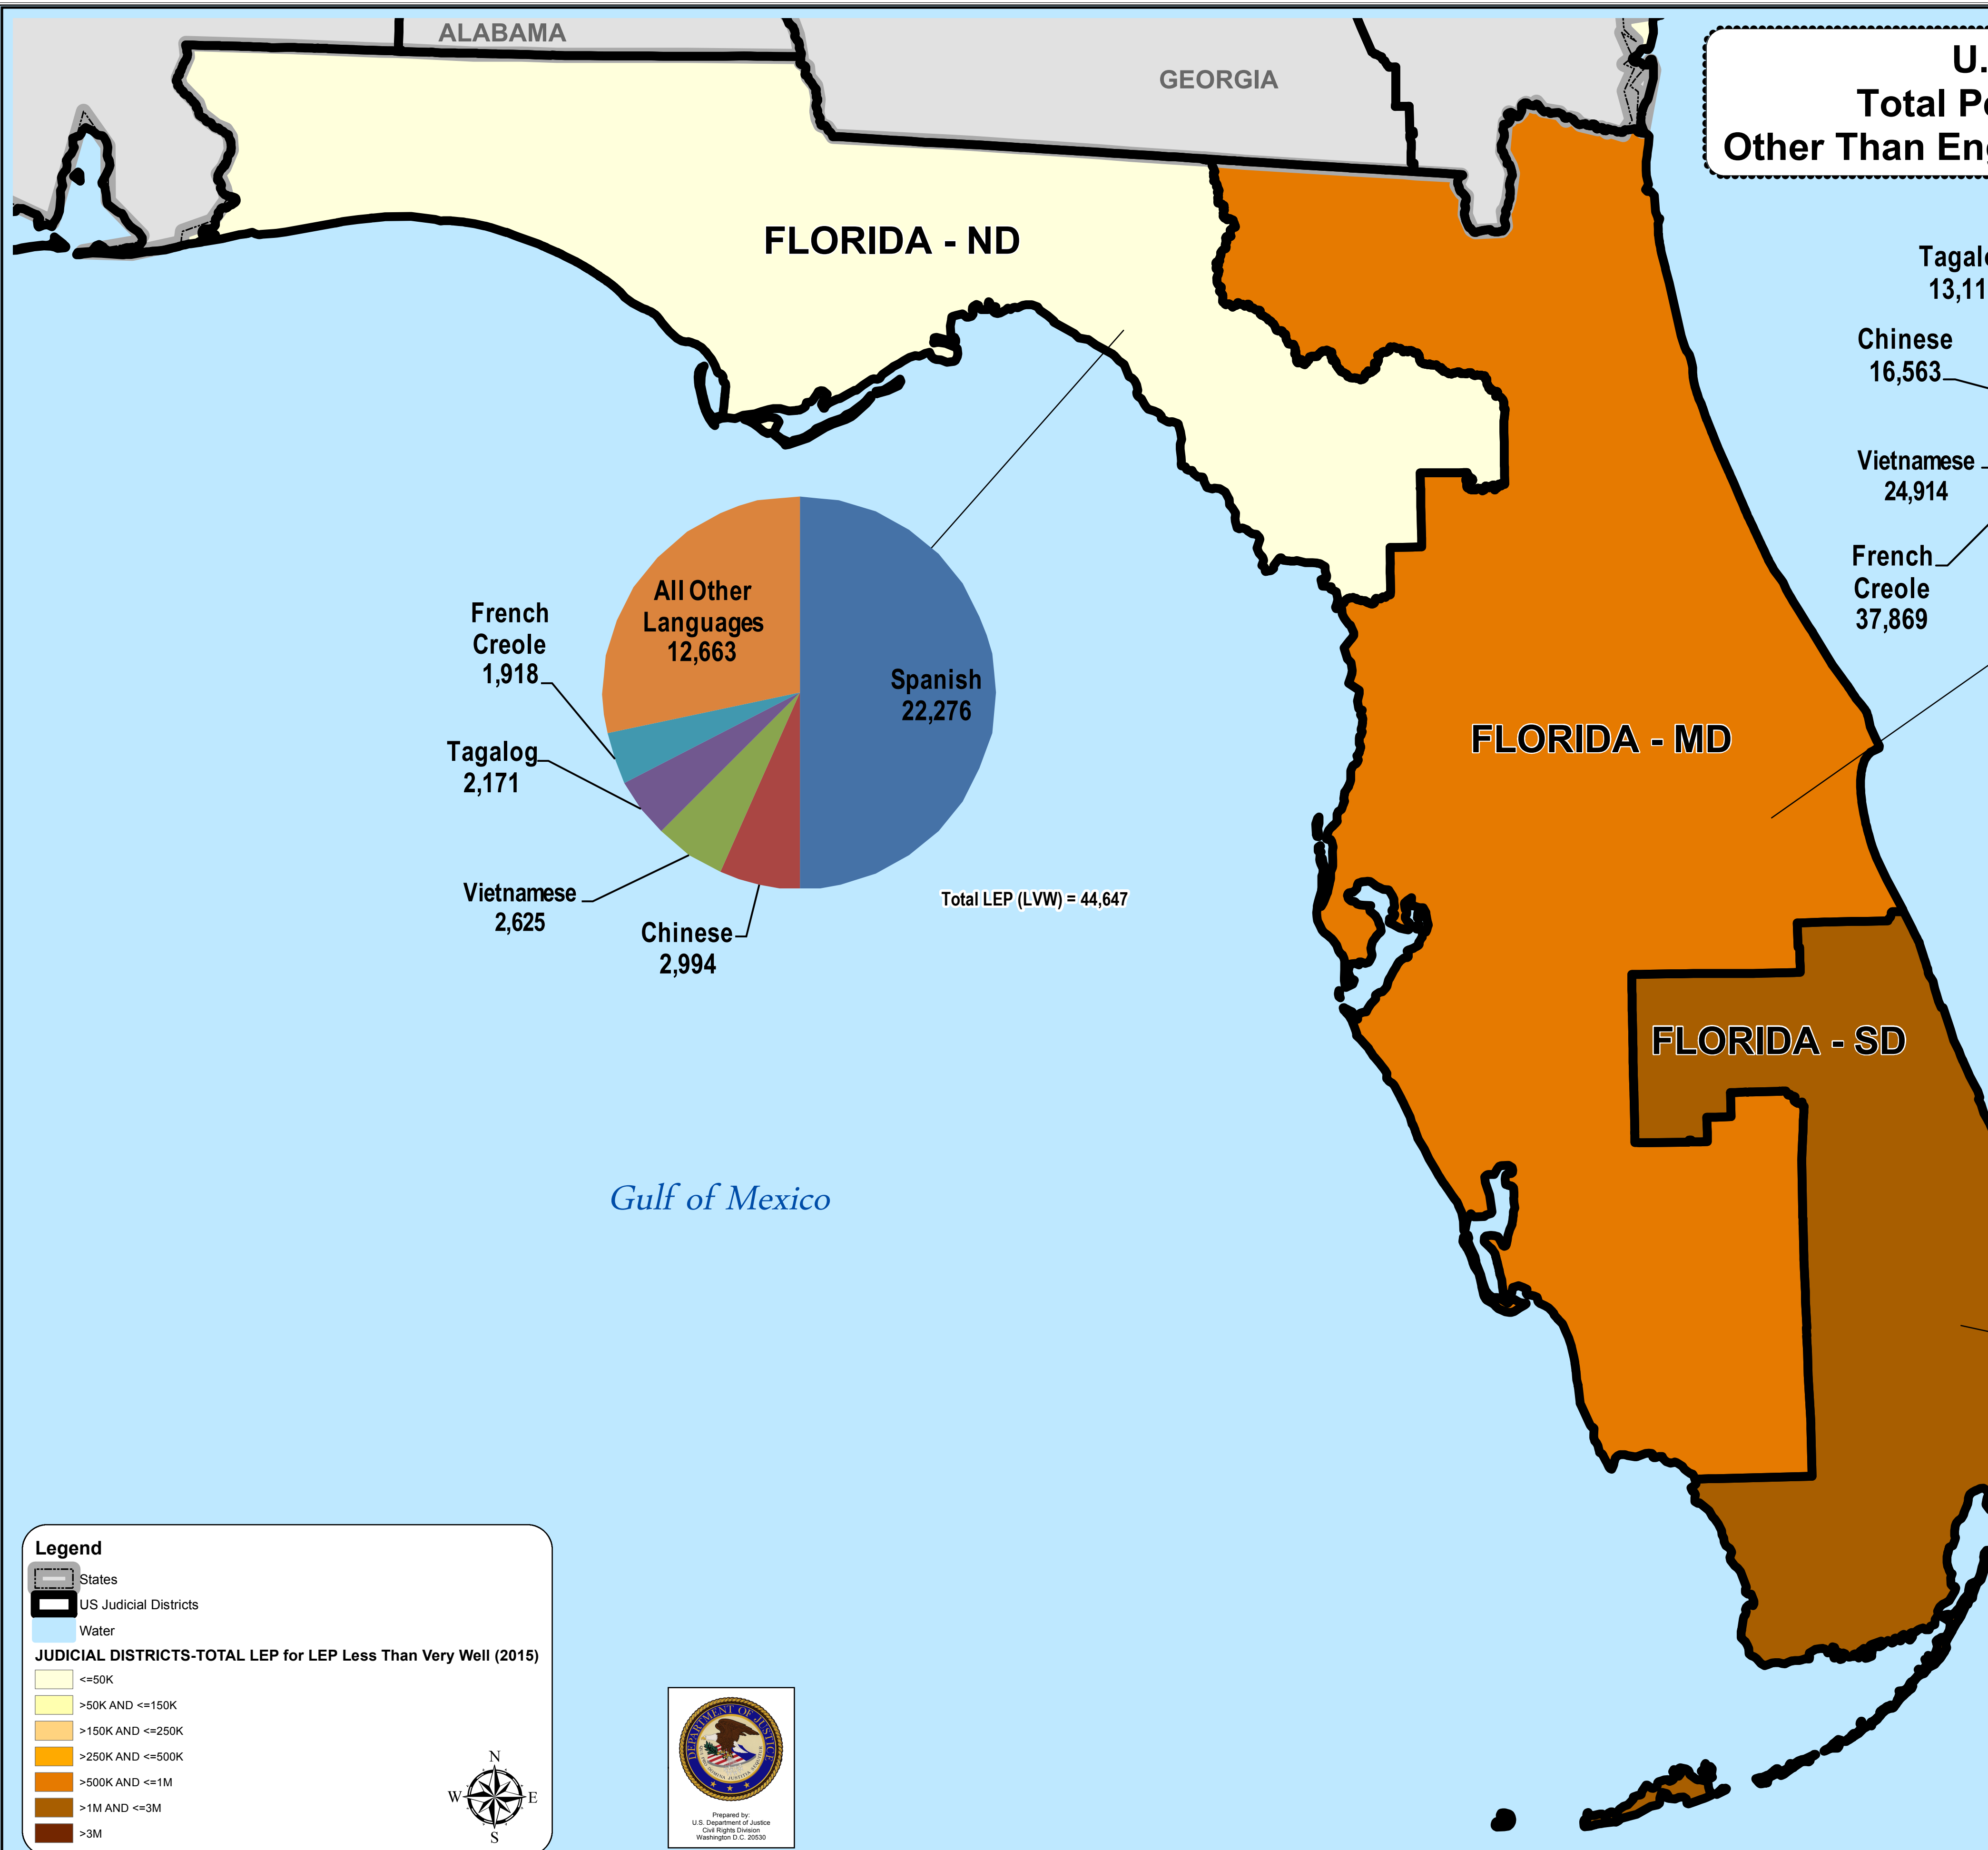 ALABAMA
GEORGIA
U.
Total P
Other Than En
FLORIDA - ND
Tagal
13,11
Chinese
16,563
Vietnamese
24,914
French
Creole
37,869
All Other
Languages
12,663
French
Creole
1,918
Spanish
22,276
Tagalog
2,171
Vietnamese
2,625
Chinese
2,994
Total LEP (LVW) = 44,647
FLORIDA - MD
FLORIDA - SD
Gulf of Mexico
Legend
States
US Judicial Districts
Water
JUDICIAL DISTRICTS-TOTAL LEP for LEP Less Than Very Well (2015)
<=50K
>50K AND <=150K
>150K AND <=250K
>250K AND <=500K
>500K AND <=1M
>1M AND <=3M
>3M
N
W E
S
DEPARTMENT OF JUSTICE
Prepared by:
U.S. Department of Justice
Civil Rights Division
Washington D.C. 20530